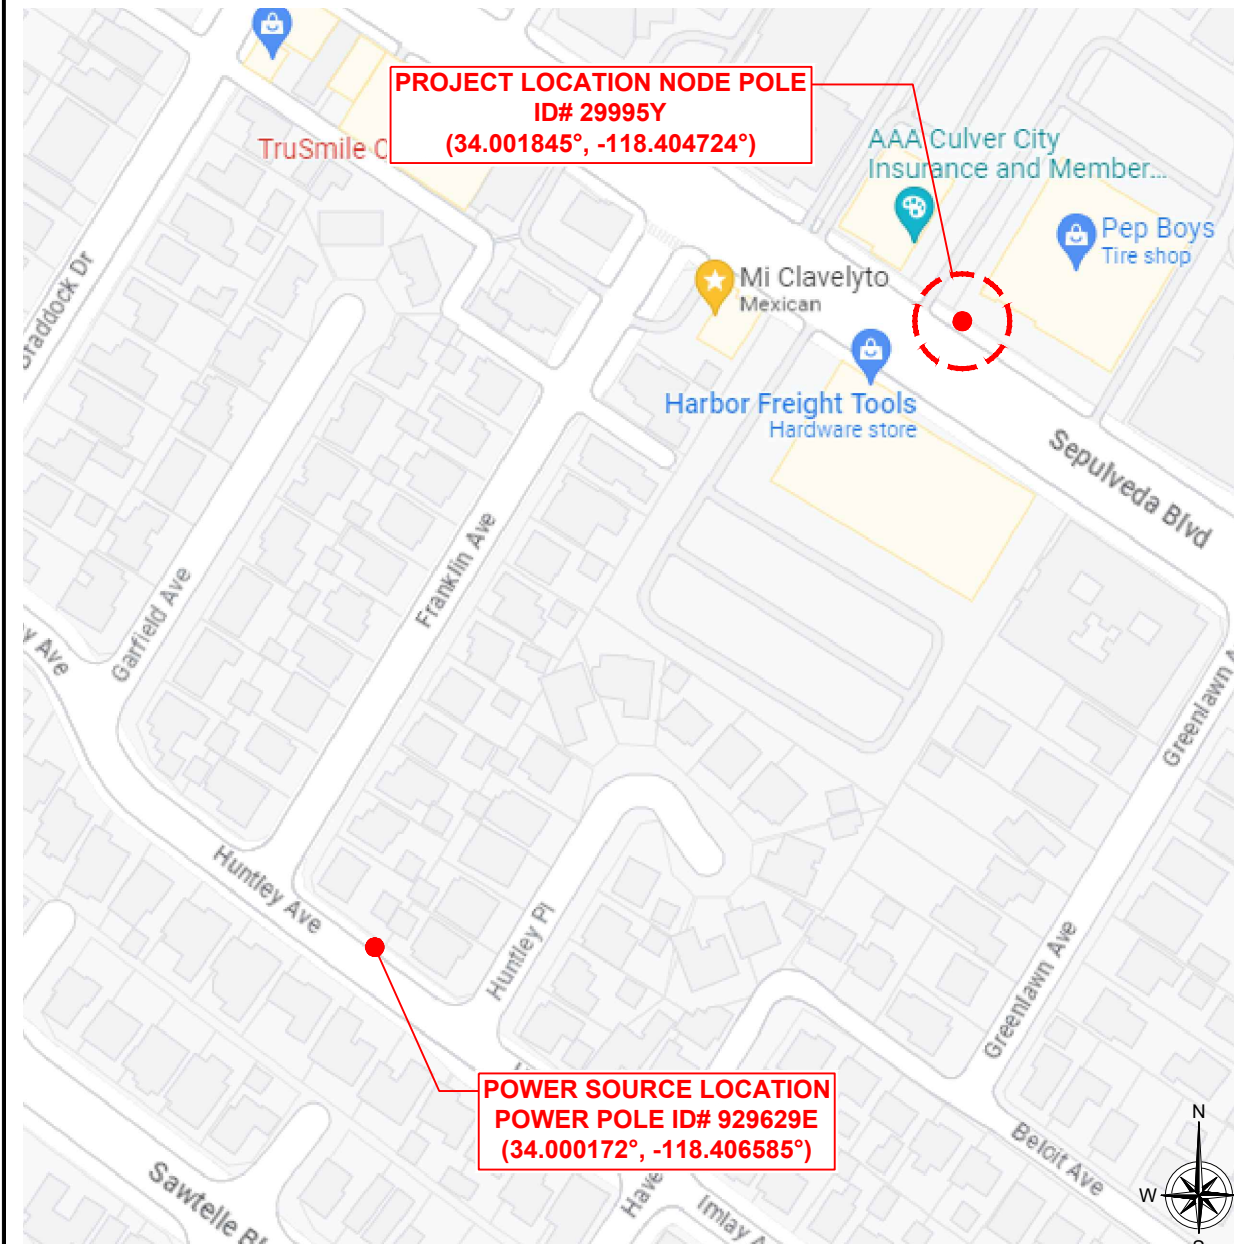 PROJECT LOCATION NODE POLE
ID# 29995Y
(34.001845°, -118.404724°)
TruSmile
AAA Culver City
Insurance and Member...
Pep Boys
Tire shop
Mi Clavelyto
Mexican
Harbor Freight Tools
Hardware store
Sepulveda Blvd
Braddock Dr
Franklin Ave
Garfield Ave
Ave
Greenlawn
Huntley Ave
Huntley Pl
Greenlawn Ave
POWER SOURCE LOCATION
POWER POLE ID# 929629E
(34.000172°, -118.406585°)
Beloit Ave
Sawtelle
Imlay
N
W